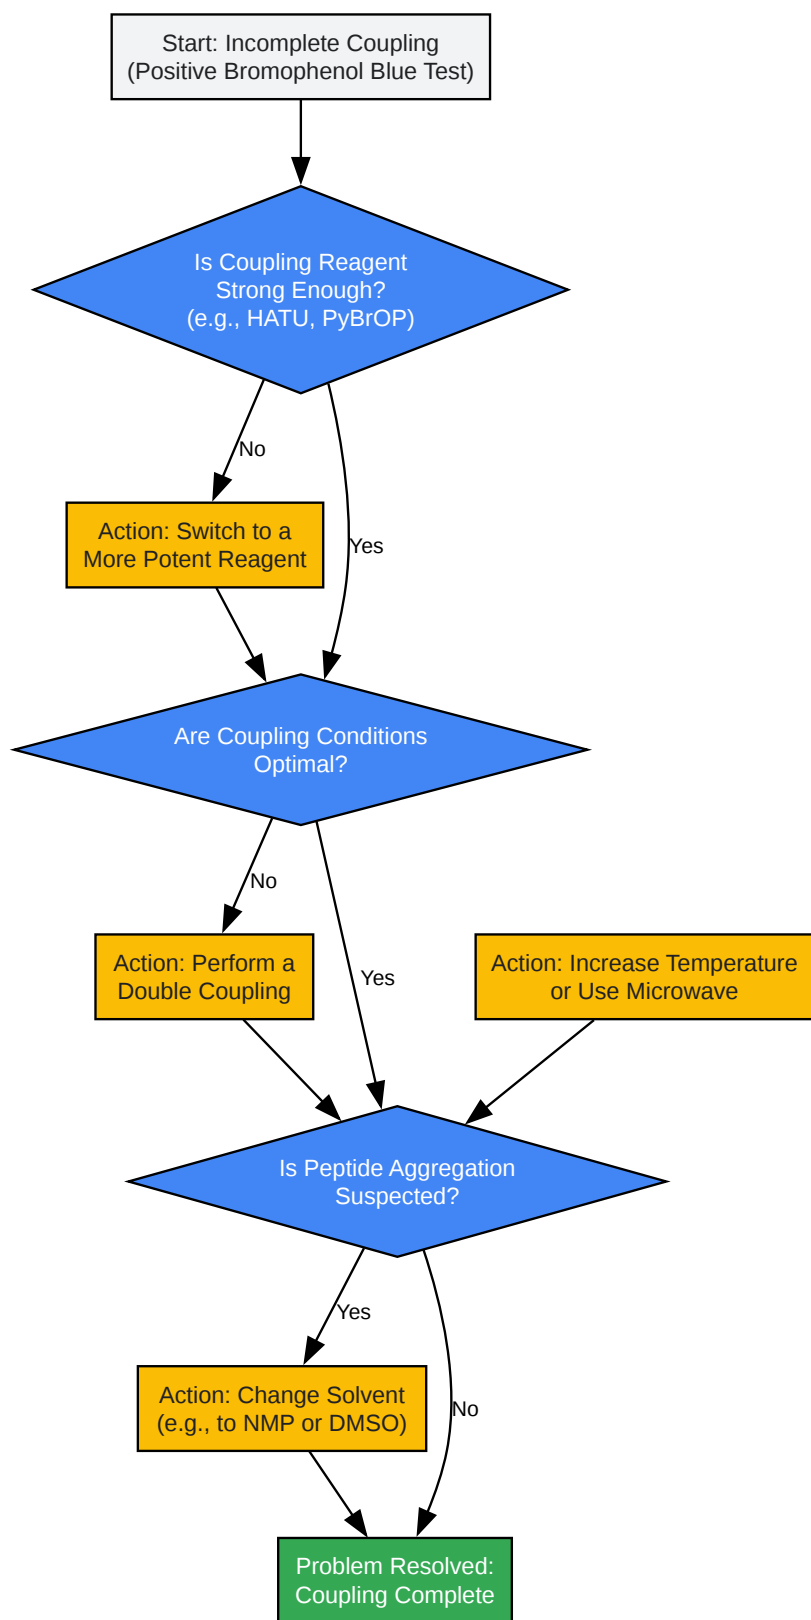 Start: Incomplete Coupling
(Positive Bromophenol Blue Test)
Is Coupling Reagent
Strong Enough?
(e.g., HATU, PyBrOP)
No
Yes
Action: Switch to a
More Potent Reagent
Are Coupling Conditions
Optimal?
No
Yes
Action: Perform a
Double Coupling
Action: Increase Temperature
or Use Microwave
Is Peptide Aggregation
Suspected?
Yes
No
Action: Change Solvent
(e.g., to NMP or DMSO)
Problem Resolved:
Coupling Complete